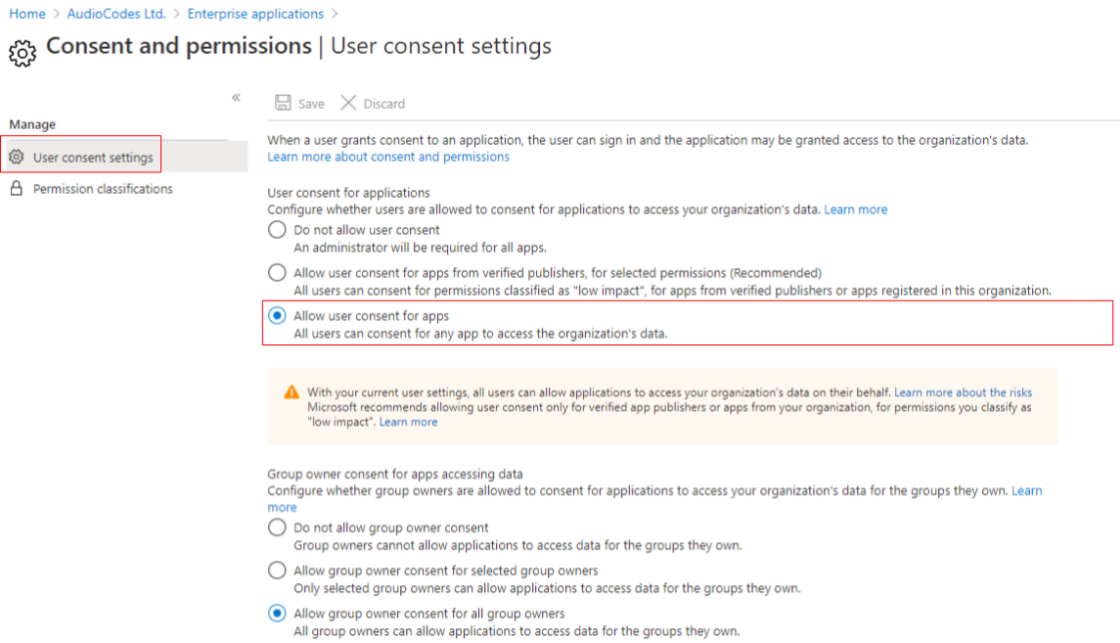 Home > AudioCodes Ltd. > Enterprise applications >
Consent and permissions | User consent settings
«
Save Discard
Manage
User consent settings
Permission classifications
When a user grants consent to an application, the user can sign in and the application may be granted access to the organization's data.
Learn more about consent and permissions
User consent for applications
Configure whether users are allowed to consent for applications to access your organization's data. Learn more
Do not allow user consent
An administrator will be required for all apps.
Allow user consent for apps from verified publishers, for selected permissions (Recommended)
All users can consent for permissions classified as "low impact", for apps from verified publishers or apps registered in this organization.
Allow user consent for apps
All users can consent for any app to access the organization's data.
With your current user settings, all users can allow applications to access your organization's data on their behalf. Learn more about the risks
Microsoft recommends allowing user consent only for verified app publishers or apps from your organization, for permissions you classify as
"low impact". Learn more
Group owner consent for apps accessing data
Configure whether group owners are allowed to consent for applications to access your organization's data for the groups they own. Learn
more
Do not allow group owner consent
Group owners cannot allow applications to access data for the groups they own.
Allow group owner consent for selected group owners
Only selected group owners can allow applications to access data for the groups they own.
Allow group owner consent for all group owners
All group owners can allow applications to access data for the groups they own.